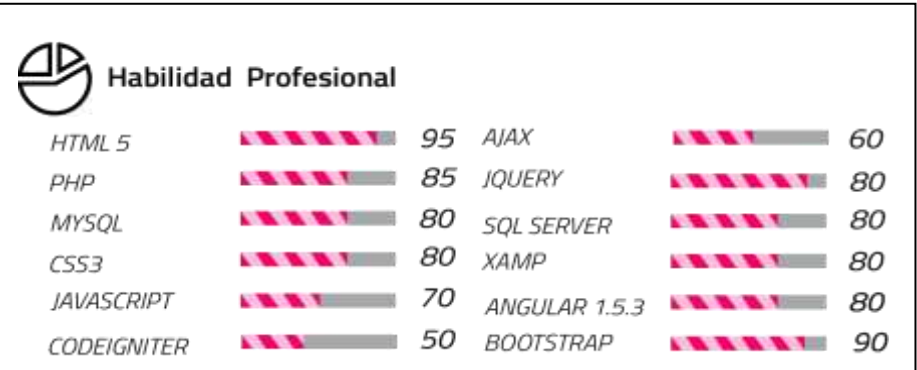 Habilidad Profesional
HTML 5 95
PHP 85
MYSQL 80
CSS3 80
JAVASCRIPT 70
CODEIGNITER 50
AJAX 60
JQUERY 80
SQL SERVER 80
XAMP 80
ANGULAR 1.5.3 80
BOOTSTRAP 90